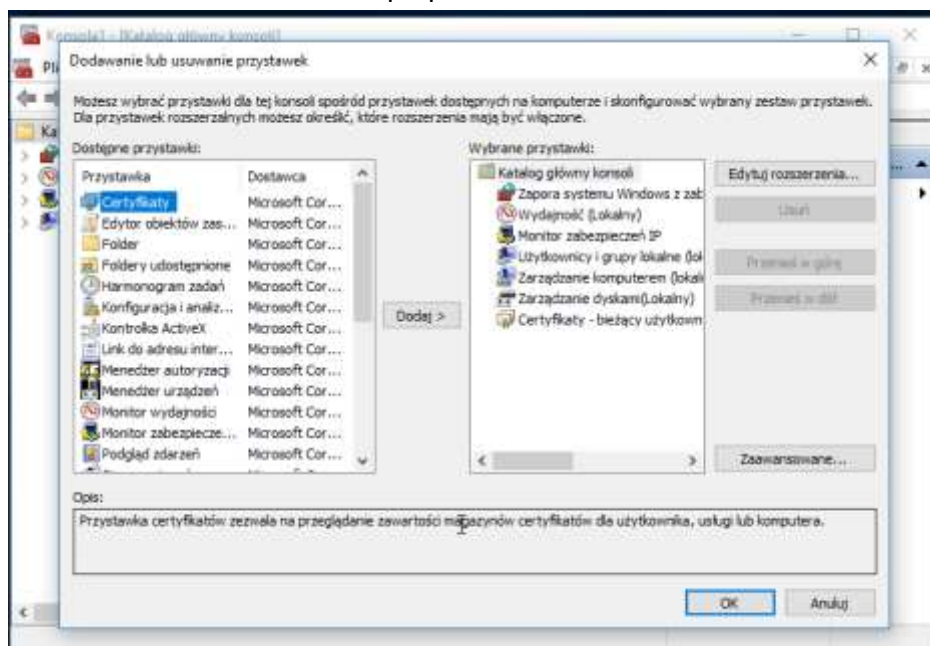 Konsola1 - [Katalog główny konsoli]
Pli
Dodawanie lub usuwanie przystawek
Możesz wybrać przystawki dla tej konsoli spośród przystawek dostępnych na komputerze i skonfigurować wybrany zestaw przystawek.
Dla przystawek rozszerzalnych możesz określić, które rozszerzenia mają być włączone.
Ka
Dostępne przystawki:
Przystawka Dostawca
Certyfikaty Microsoft Cor...
Edytor obiektów zas... Microsoft Cor...
Folder Microsoft Cor...
Foldery udostępnione Microsoft Cor...
Harmonogram zadań Microsoft Cor...
Konfiguracja i analiz... Microsoft Cor...
Kontrolka ActiveX Microsoft Cor...
Link do adresu inter... Microsoft Cor...
Menedżer autoryzacji Microsoft Cor...
Menedżer urządzeń Microsoft Cor...
Monitor wydajności Microsoft Cor...
Monitor zabezpiecze... Microsoft Cor...
Podgląd zdarzeń Microsoft Cor...
Dodaj >
Wybrane przystawki:
Katalog główny konsoli
Zapora systemu Windows z zab
Wydajność (Lokalny)
Monitor zabezpieczeń IP
Użytkownicy i grupy lokalne (lok
Zarządzanie komputerem (lokaln
Zarządzanie dyskami(Lokalny)
Certyfikaty - bieżący użytkown
Edytuj rozszerzenia...
Usuń
Przenieś w górę
Przenieś w dół
Zaawansowane...
Opis:
Przystawka certyfikatów zezwala na przeglądanie zawartości magazynów certyfikatów dla użytkownika, usługi lub komputera.
OK
Anuluj